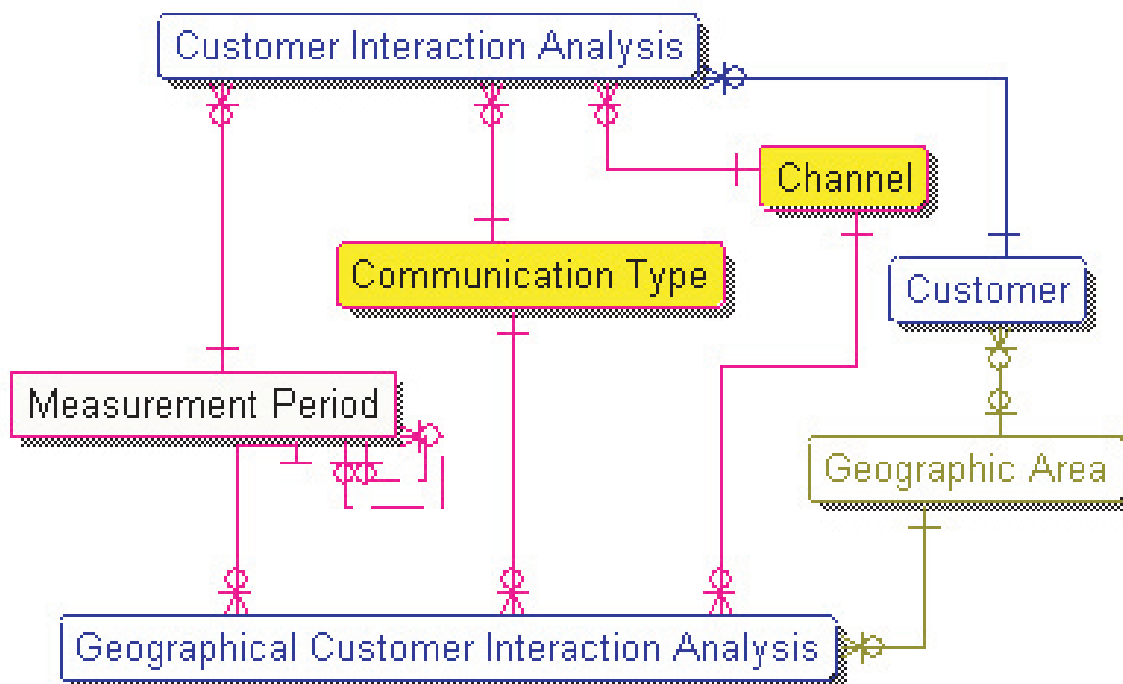 Customer Interaction Analysis
Channel
Communication Type
Customer
Measurement Period
Geographic Area
Geographical Customer Interaction Analysis